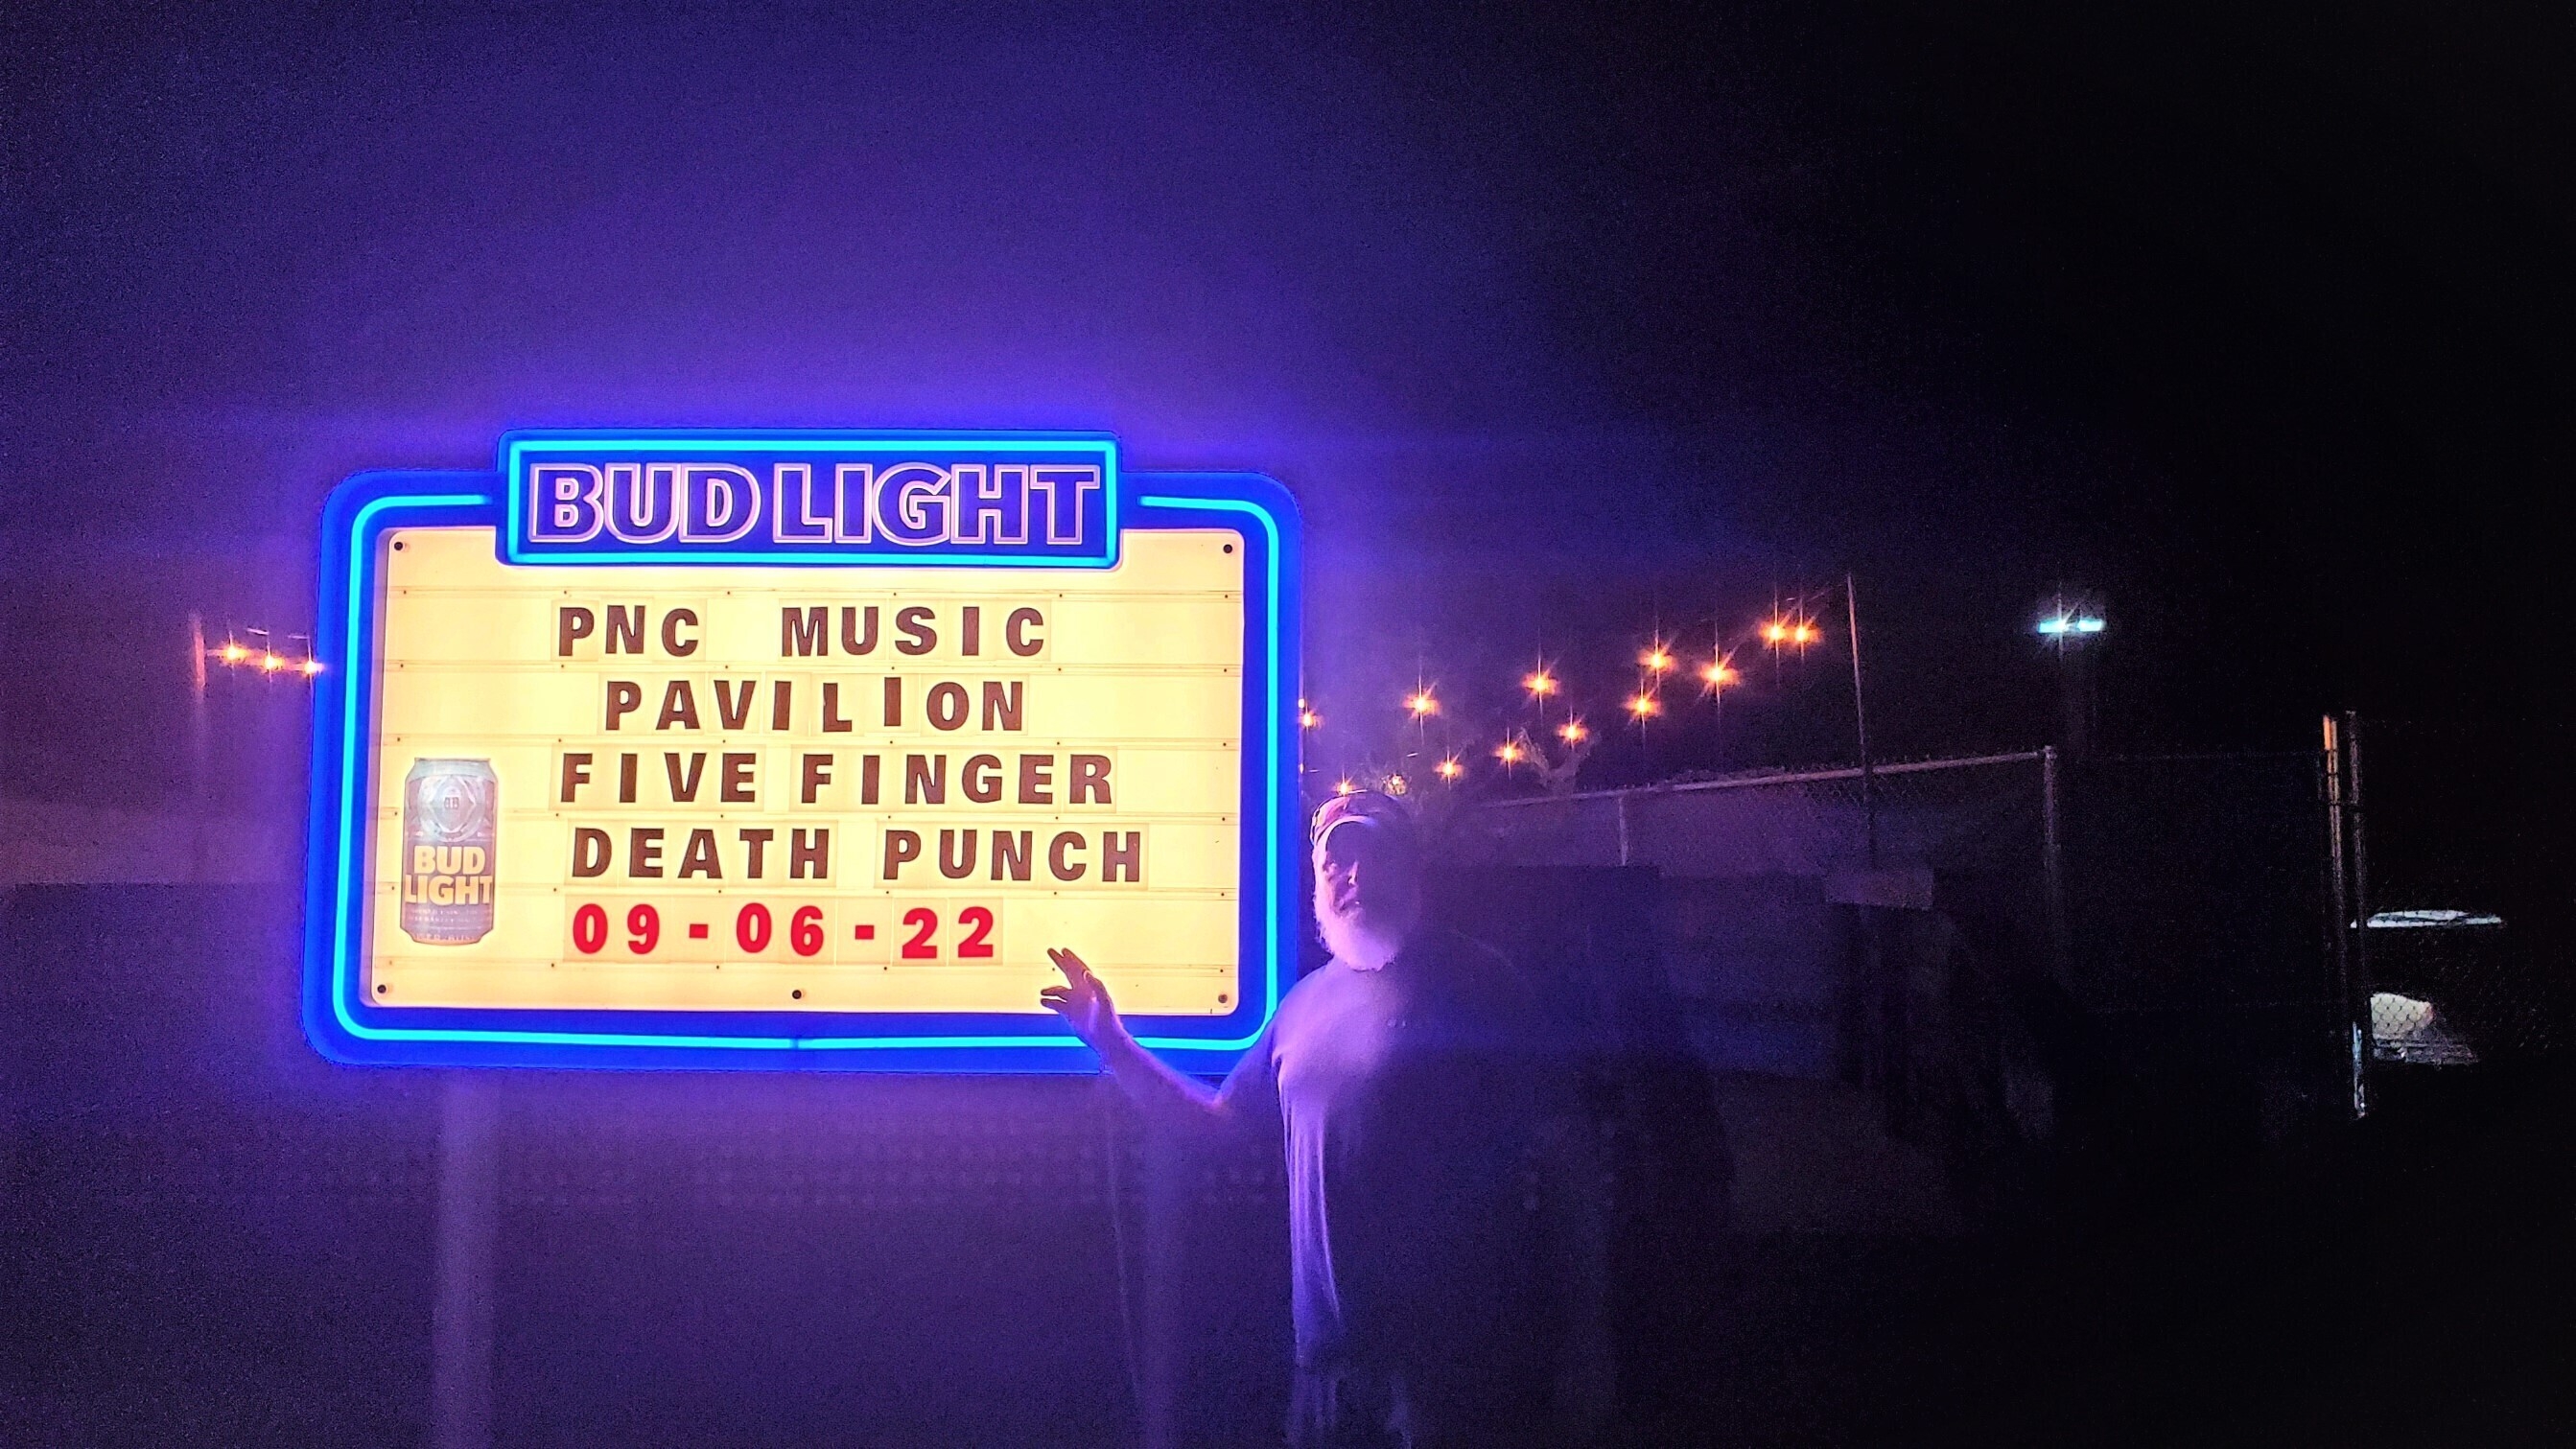 BUD LIGHT
PNC MUSIC
PAVILION
FIVE FINGER
DEATH PUNCH
09-06-22
BUD
LIGHT